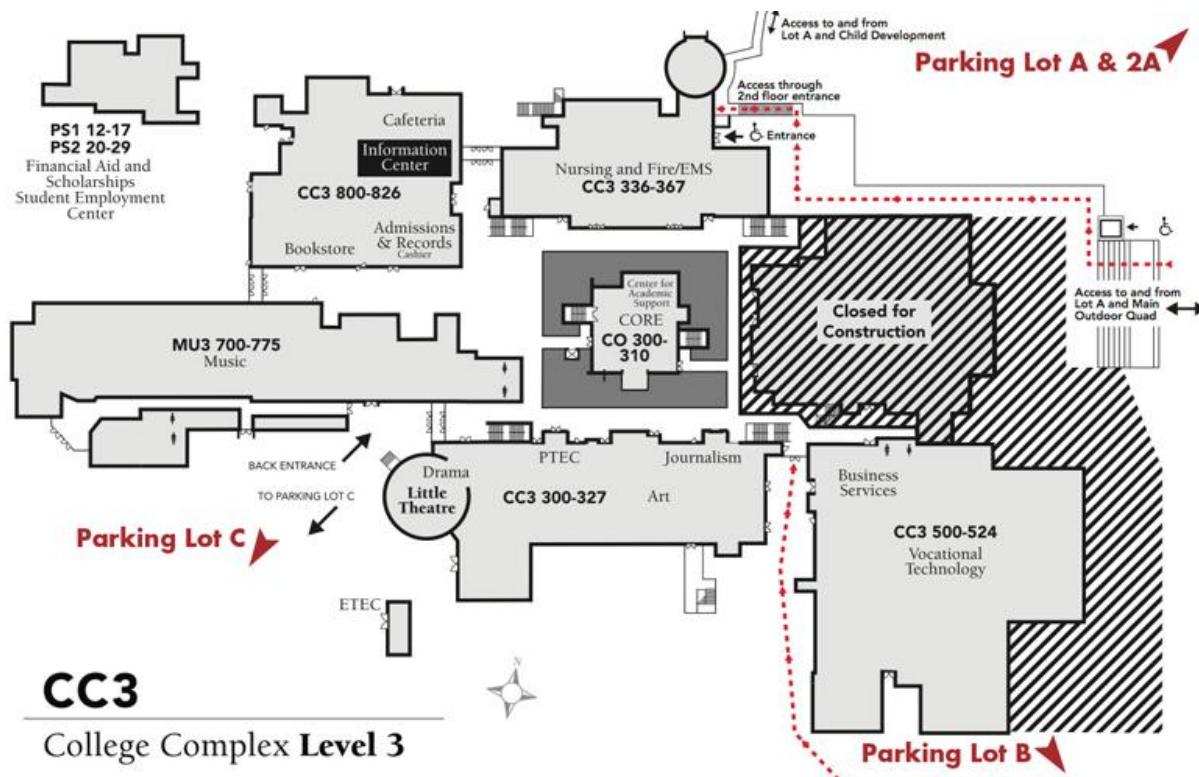 Access to and from
Lot A and Child Development
Parking Lot A & 2A
Access through
2nd floor entrance
Entrance
PS1 12-17
PS2 20-29
Financial Aid and
Scholarships
Student Employment
Center
Cafeteria
Information
Center
CC3 800-826
Admissions
& Records
Cashier
Bookstore
Nursing and Fire/EMS
CC3 336-367
Center for
Academic
Support
CORE
CO 300-
310
Closed for
Construction
Access to and from
Lot A and Main
Outdoor Quad
MU3 700-775
Music
BACK ENTRANCE
TO PARKING LOT C
Parking Lot C
Drama
Little
Theatre
PTEC
Journalism
CC3 300-327
Art
Business
Services
CC3 500-524
Vocational
Technology
ETEC
N
Parking Lot B
CC3
College Complex Level 3